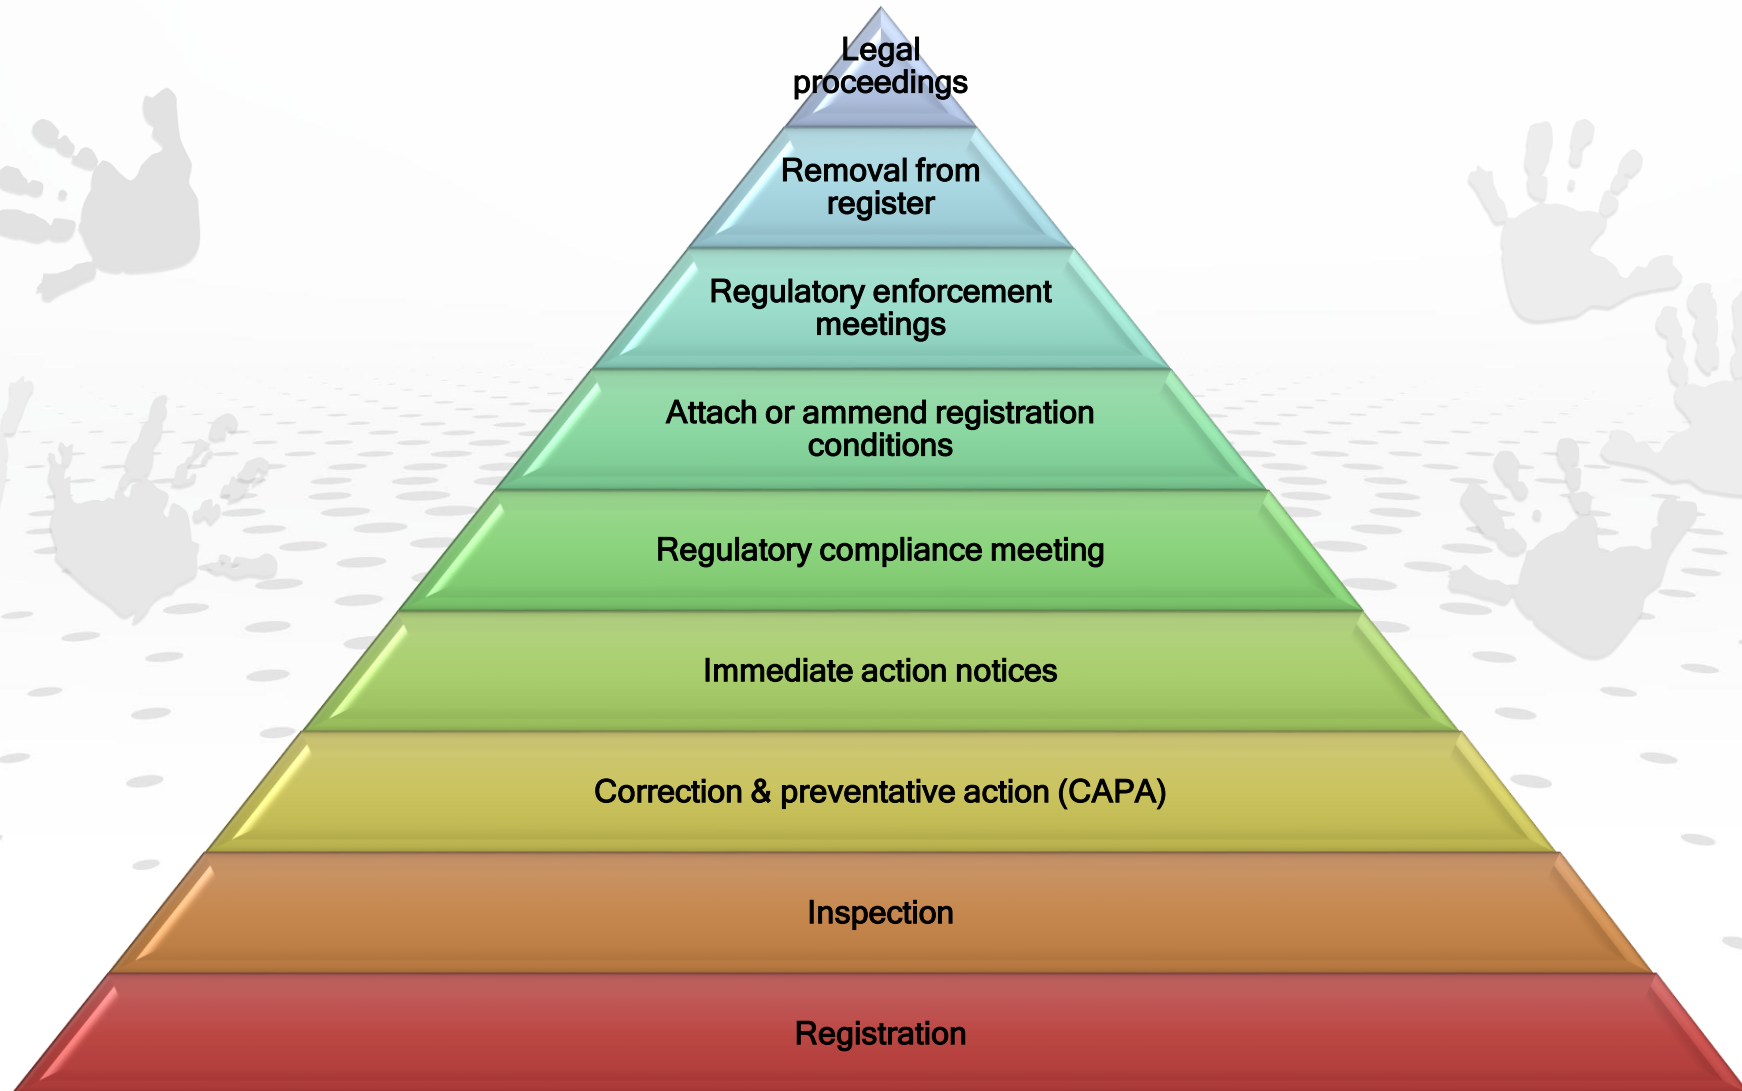 Legal
proceedings
Removal from
register
Regulatory enforcement
meetings
Attach or ammend registration
conditions
Regulatory compliance meeting
Immediate action notices
Correction & preventative action (CAPA)
Inspection
Registration